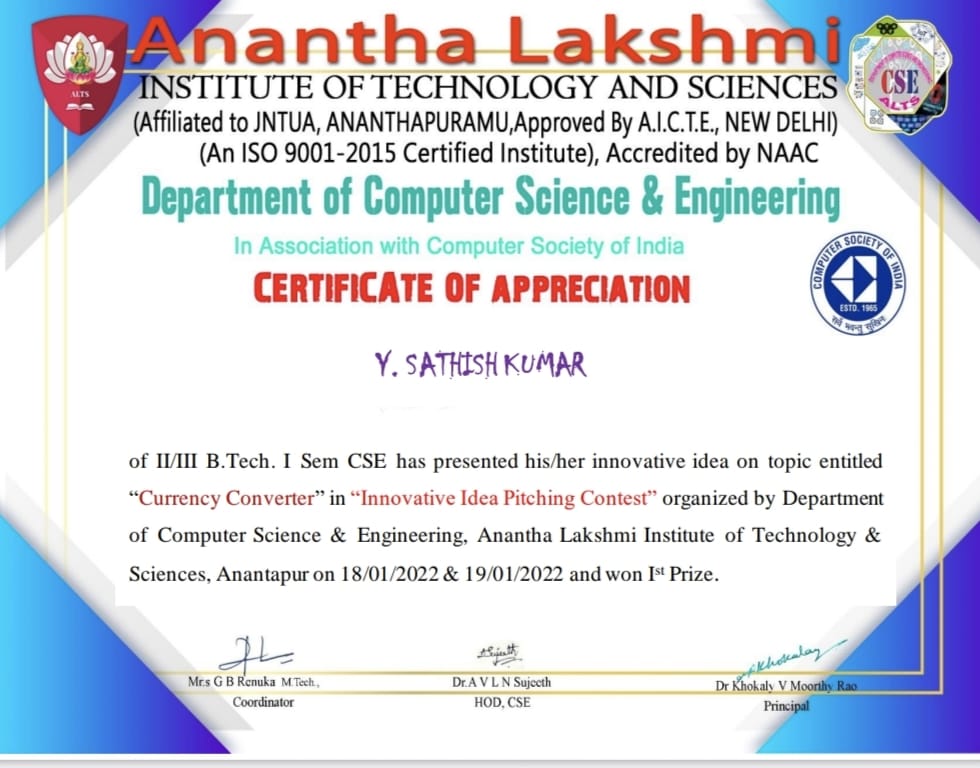 Anantha Lakshmi
INSTITUTE OF TECHNOLOGY AND SCIENCES
(Affiliated to JNTUA, ANANTHAPURAMU,Approved By A.I.C.T.E., NEW DELHI)
(An ISO 9001-2015 Certified Institute), Accredited by NAAC
ALTS
CSE
ALTS
Department of Computer Science & Engineering
In Association with Computer Society of India
CERTIFICATE OF APPRECIATION
COMPUTER SOCIETY OF INDIA
ESTD. 1965
सर्वे भवन्तु सुखिनः
Y. SATHISH KUMAR
of II/III B.Tech. I Sem CSE has presented his/her innovative idea on topic entitled
“Currency Converter” in “Innovative Idea Pitching Contest” organized by Department
of Computer Science & Engineering, Anantha Lakshmi Institute of Technology &
Sciences, Anantapur on 18/01/2022 & 19/01/2022 and won Iˢᵗ Prize.
Mr.s G B Renuka M.Tech.,
Coordinator
Dr.A V L N Sujeeth
HOD, CSE
Dr Khokaly V Moorthy Rao
Principal